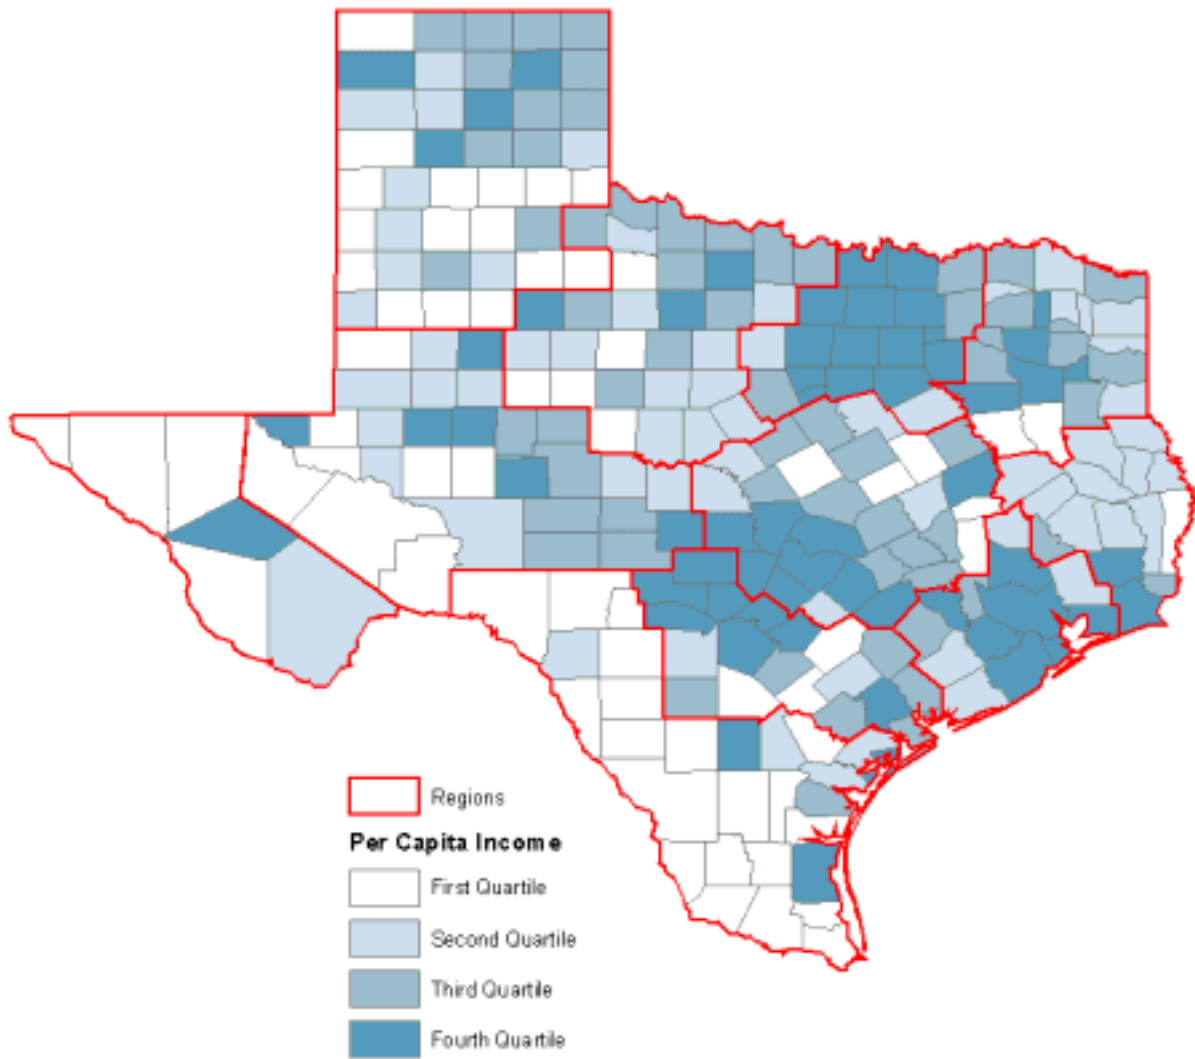 Regions
Per Capita Income
First Quartile
Second Quartile
Third Quartile
Fourth Quartile